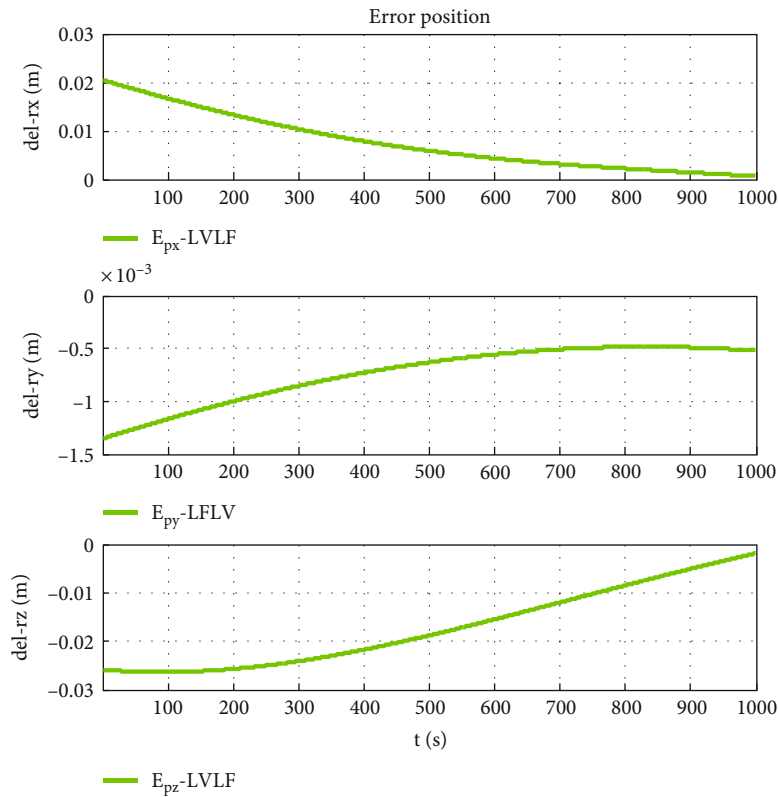 Error position
0.03
0.02
0.01
0
del-rx (m)
100 200 300 400 500 600 700 800 900 1000
E_px-LVLF
×10⁻³
0
–0.5
–1
–1.5
del-ry (m)
100 200 300 400 500 600 700 800 900 1000
E_py-LFLV
0
–0.01
–0.02
–0.03
del-rz (m)
100 200 300 400 500 600 700 800 900 1000
t (s)
E_pz-LVLF